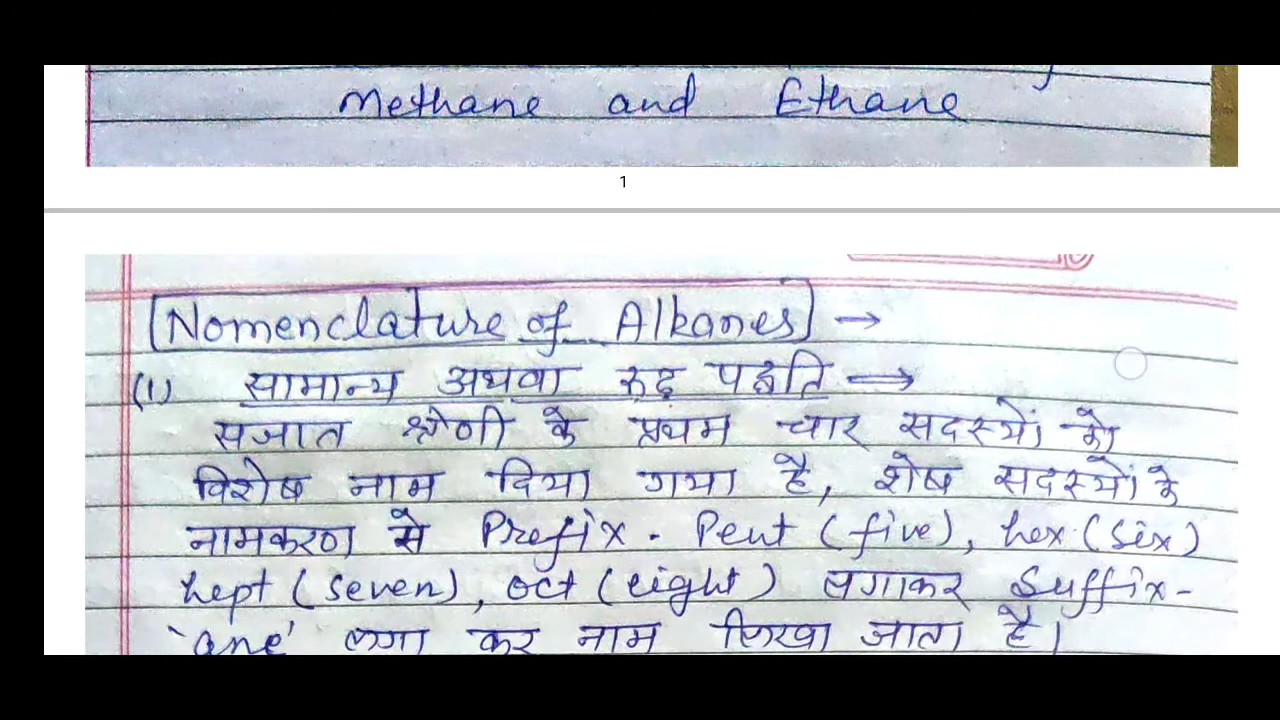 Methane and Ethane
1
[Nomenclature of Alkanes] →
(1) सामान्य अथवा रूढ़ पद्धति →
सजात श्रेणी के प्रथम चार सदस्यों को
विशेष नाम दिया गया है, शेष सदस्यों के
नामकरण से Prefix - Pent (five), hex (six)
hept (seven), oct (eight) लगाकर Suffix-
'ane' लगा कर नाम लिखा जाता है।